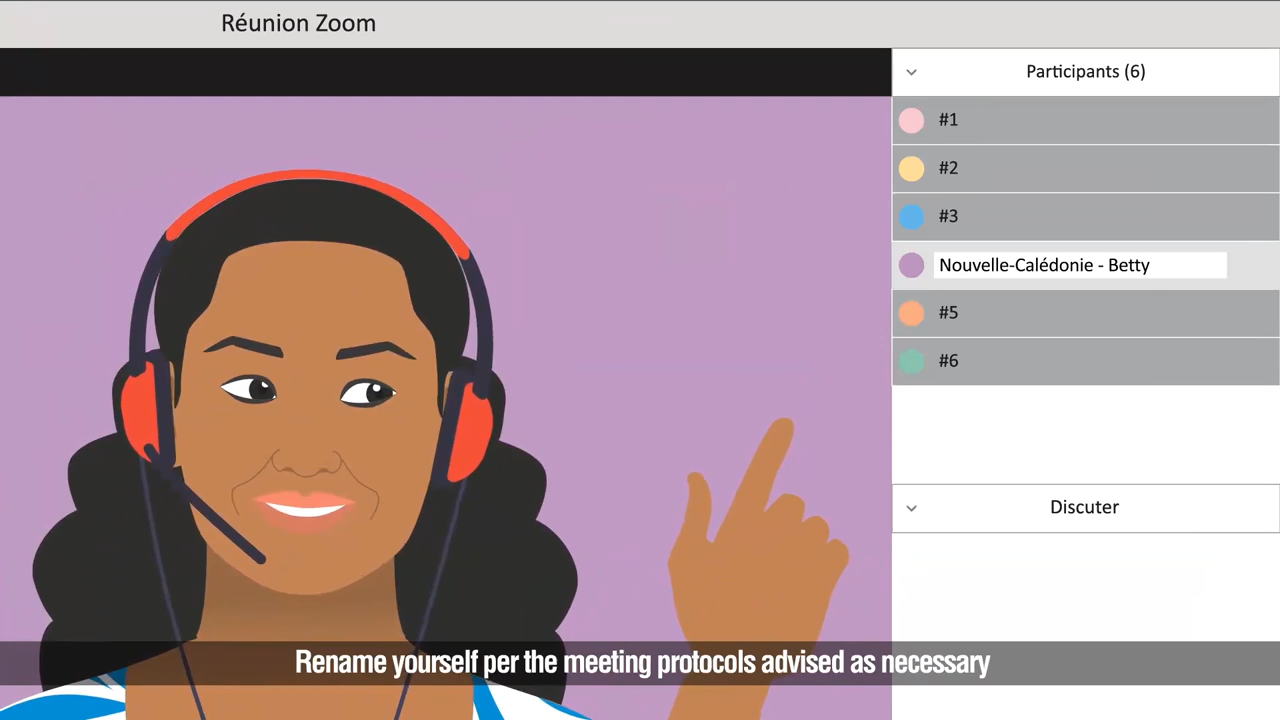 Réunion Zoom
Participants (6)
#1
#2
#3
Nouvelle-Calédonie - Betty
#5
#6
Discuter
Rename yourself per the meeting protocols advised as necessary